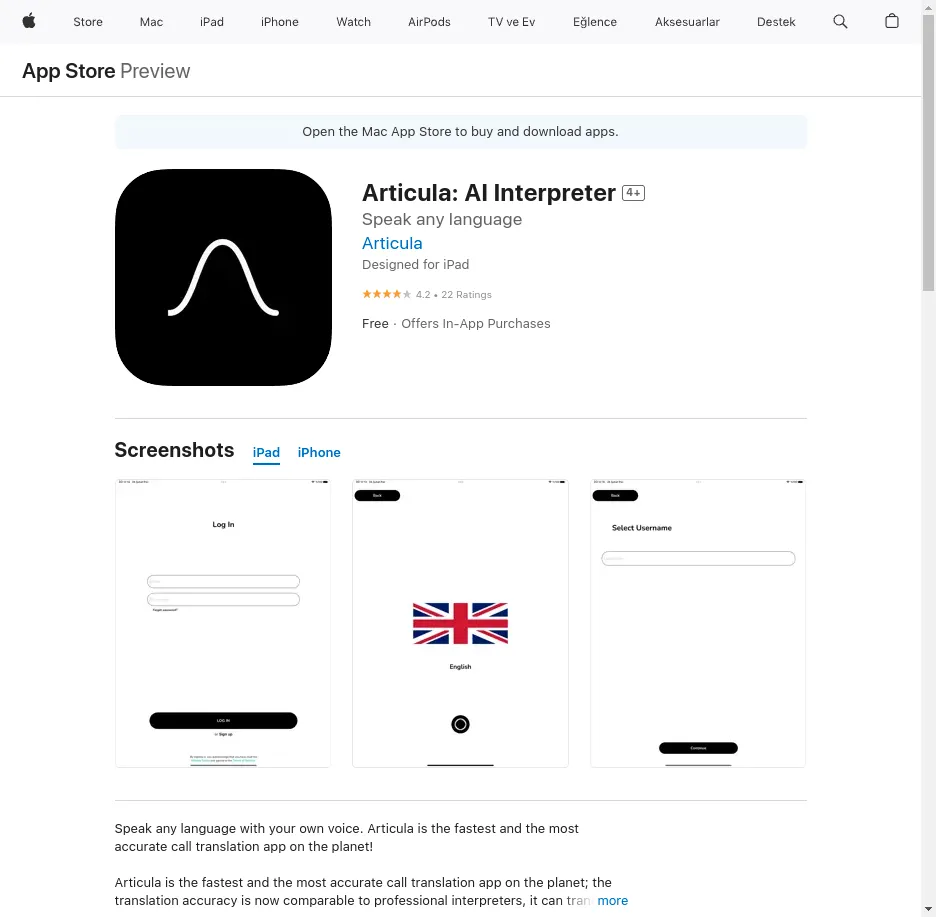 Store Mac iPad iPhone Watch AirPods TV ve Ev Eğlence Aksesuarlar Destek
App Store Preview
Open the Mac App Store to buy and download apps.
Articula: AI Interpreter 4+
Speak any language
Articula
Designed for iPad
4.2 • 22 Ratings
Free · Offers In-App Purchases
Screenshots iPad iPhone
Log In
Forgot password?
LOG IN
or Sign up
Back
English
Back
Select Username
Continue
Speak any language with your own voice. Articula is the fastest and the most
accurate call translation app on the planet!
Articula is the fastest and the most accurate call translation app on the planet; the
translation accuracy is now comparable to professional interpreters, it can tran more